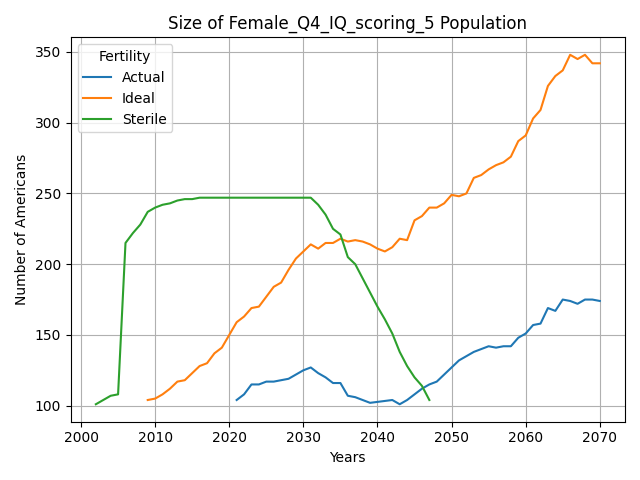 Size of Female_Q4_IQ_scoring_5 Population
Fertility
Actual
Ideal
Sterile
Number of Americans
350
300
250
200
150
100
2000 2010 2020 2030 2040 2050 2060 2070
Years